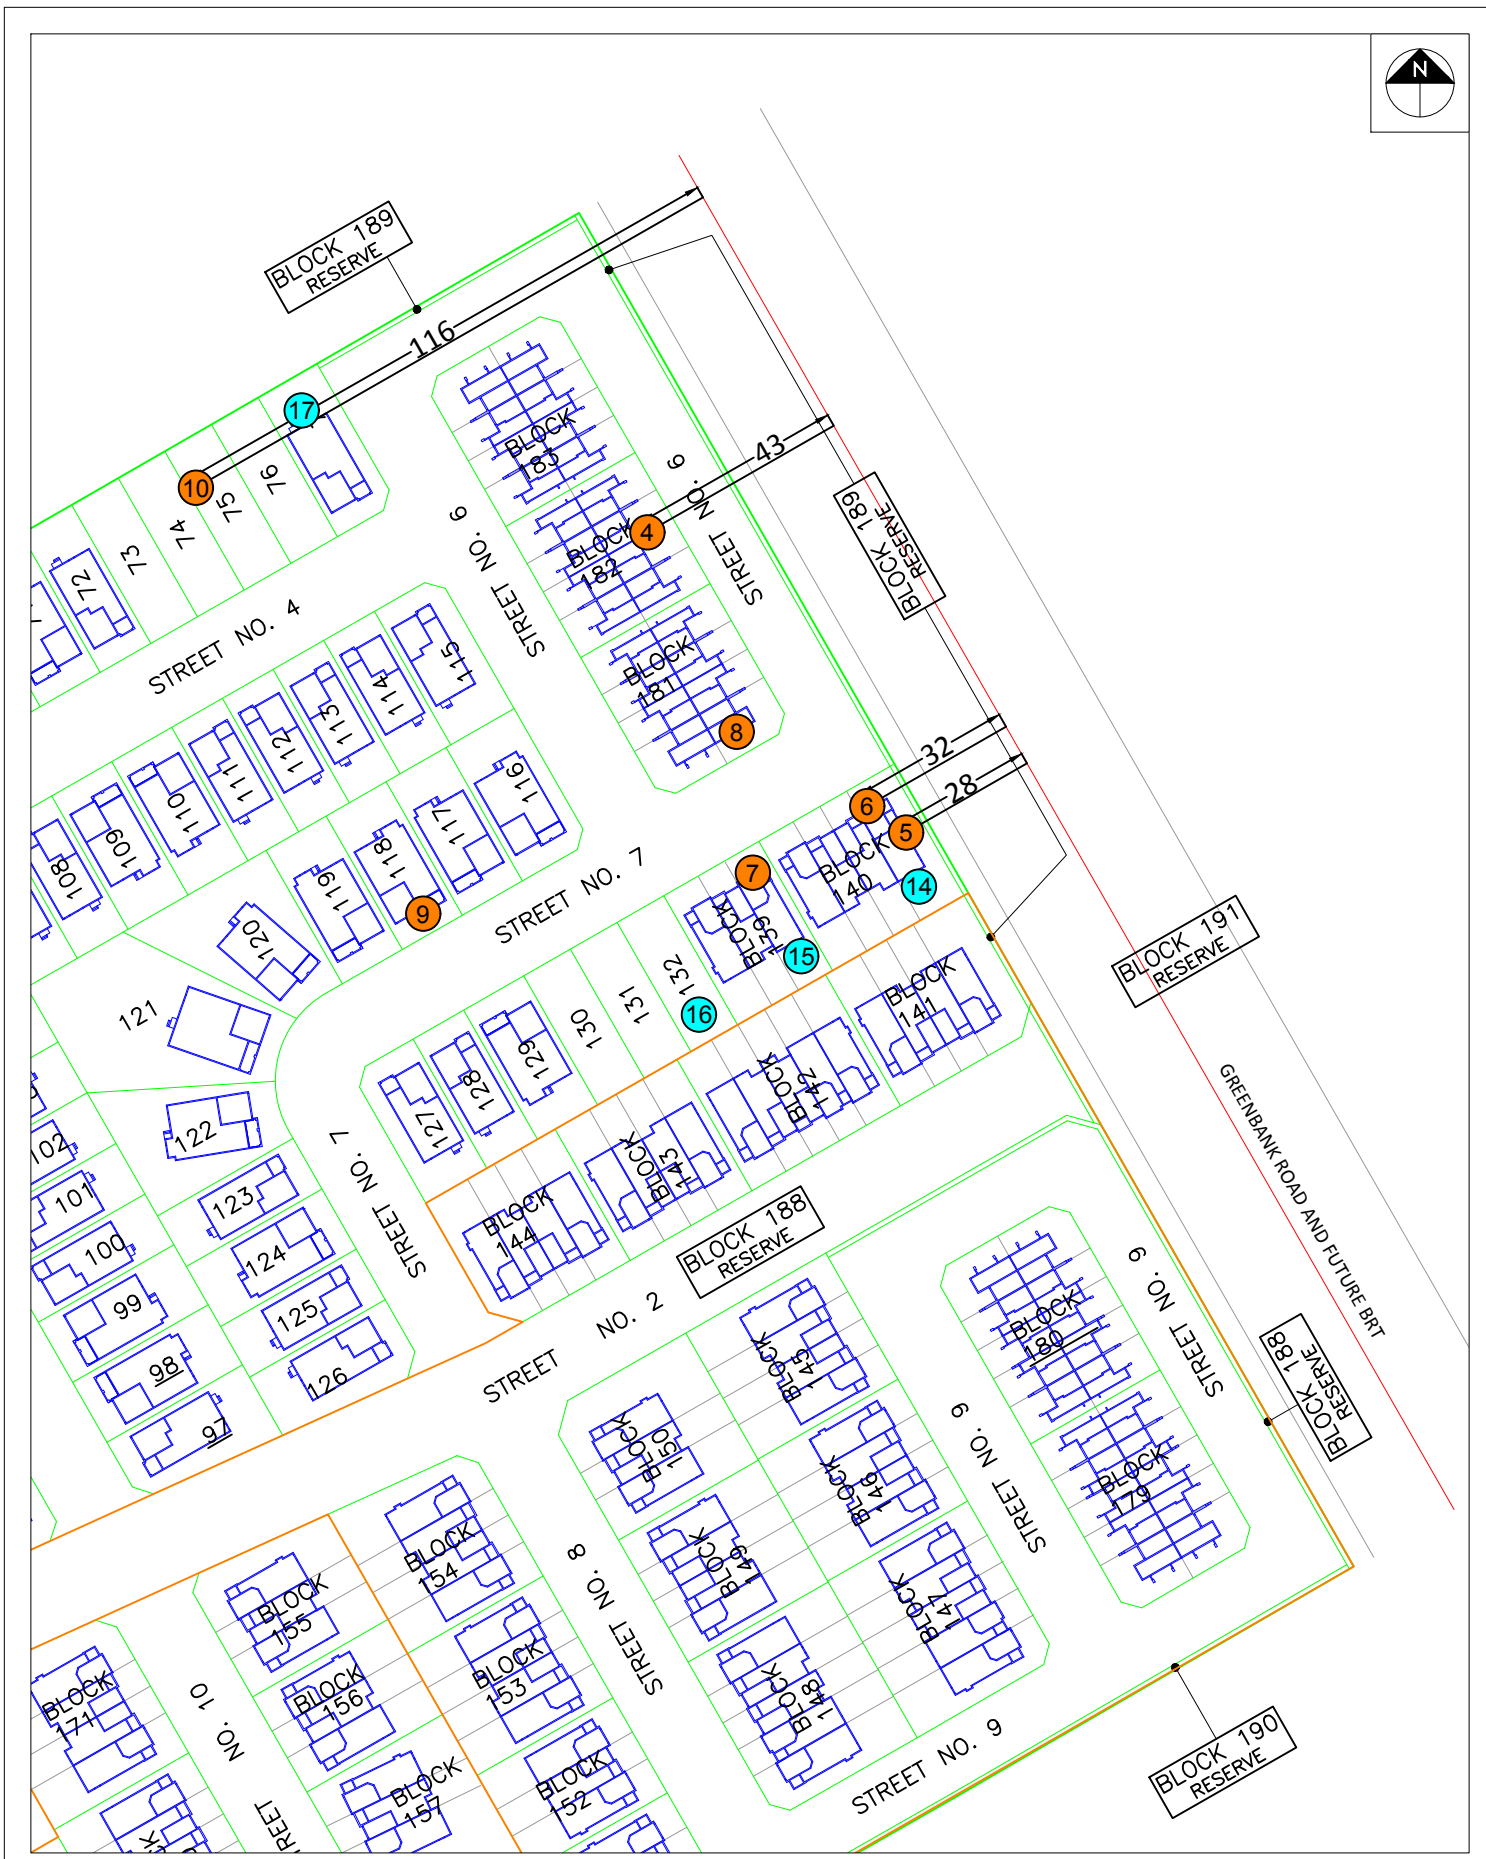 N
BLOCK 189
RESERVE
116
17
10
43
BLOCK
183
76
75
74
73
72
STREET NO. 6
STREET NO. 9
4
BLOCK
182
BLOCK 189
RESERVE
STREET NO. 4
BLOCK
181
8
115
114
113
112
111
110
109
108
32
28
6
5
116
117
118
119
120
9
STREET NO. 7
7
BLOCK
140
14
BLOCK
139
15
132
131
130
16
BLOCK 191
RESERVE
BLOCK
141
121
129
128
127
BLOCK
142
GREENBANK ROAD AND FUTURE BRT
122
102
101
100
99
98
97
123
124
125
126
STREET NO. 7
BLOCK
143
BLOCK
144
BLOCK 188
RESERVE
STREET NO. 2
STREET NO. 9
BLOCK
180
BLOCK 188
RESERVE
BLOCK
145
BLOCK
150
BLOCK
146
STREET NO. 9
BLOCK
179
BLOCK
149
BLOCK
154
BLOCK
147
STREET NO. 8
BLOCK
155
BLOCK
153
BLOCK
148
BLOCK
156
BLOCK
171
NO. 10
BLOCK
157
BLOCK
152
STREET NO. 9
BLOCK 190
RESERVE